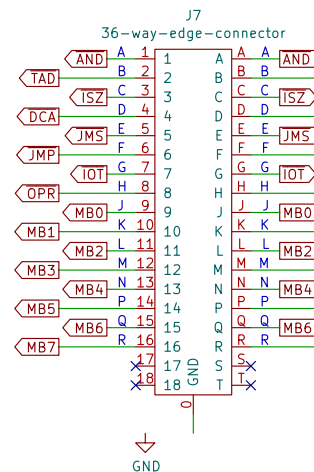 J7
36-way-edge-connector
AND A 1 1 A A A AND
TAD B 2 2 B B B
ISZ C 3 3 C C C ISZ
DCA D 4 4 D D D
JMS E 5 5 E E E JMS
JMP F 6 6 F F F
IOT G 7 7 G G G IOT
OPR H 8 8 H H H
MB0 J 9 9 J J J MB0
MB1 K 10 10 K K K
MB2 L 11 11 L L L MB2
MB3 M 12 12 M M M
MB4 N 13 13 N N N MB4
MB5 P 14 14 P P P
MB6 Q 15 15 Q Q Q MB6
MB7 R 16 16 R R R
17 17 S S
18 18 T T
GND
0
GND